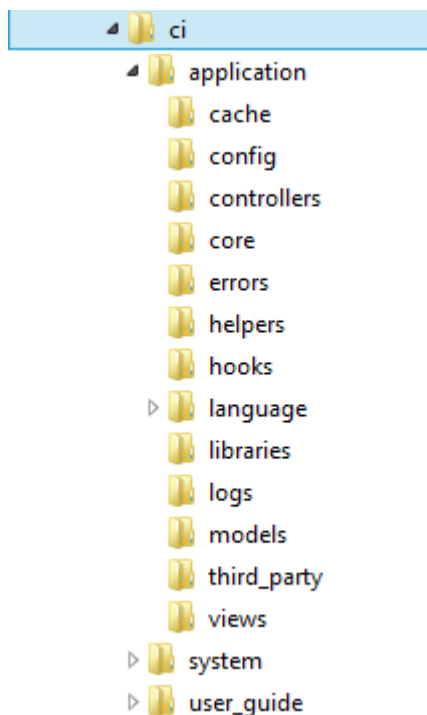 ci
application
cache
config
controllers
core
errors
helpers
hooks
language
libraries
logs
models
third_party
views
system
user_guide